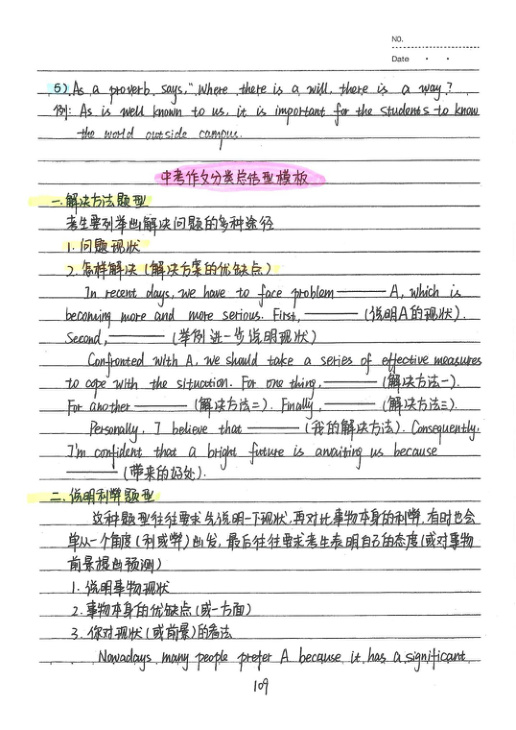 NO.
Date · ·
5) As a proverb says, "Where there is a will, there is a way."
例: As is well known to us, it is important for the students to know
the world outside campus.
中考作文分类总结型模板
一.解决方法题型
考生要列举出解决问题的多种途径
1. 问题现状
2. 怎样解决 (解决方案的优缺点)
In recent days, we have to face problem ——— A, which is
becoming more and more serious. First, ——— (说明A的现状).
Second, ——— (举例进一步说明现状)
Confronted with A, we should take a series of effective measures
to cope with the situation. For one thing, ——— (解决方法一).
For another ——— (解决方法二). Finally, ——— (解决方法三).
Personally, I believe that ——— (我的解决方法). Consequently,
I'm confident that a bright future is awaiting us because
——— (带来的好处).
二.说明利弊题型
这种题型往往要求先说明一下现状,再对比事物本身的利弊,有时也会
单从一个角度(利或弊)出发,最后往往要求考生表明自己的态度(或对事物
前景提出预测)
1. 说明事物现状
2. 事物本身的优缺点(或一方面)
3. 你对现状(或前景)的看法
Nowadays many people prefer A because it has a significant
109